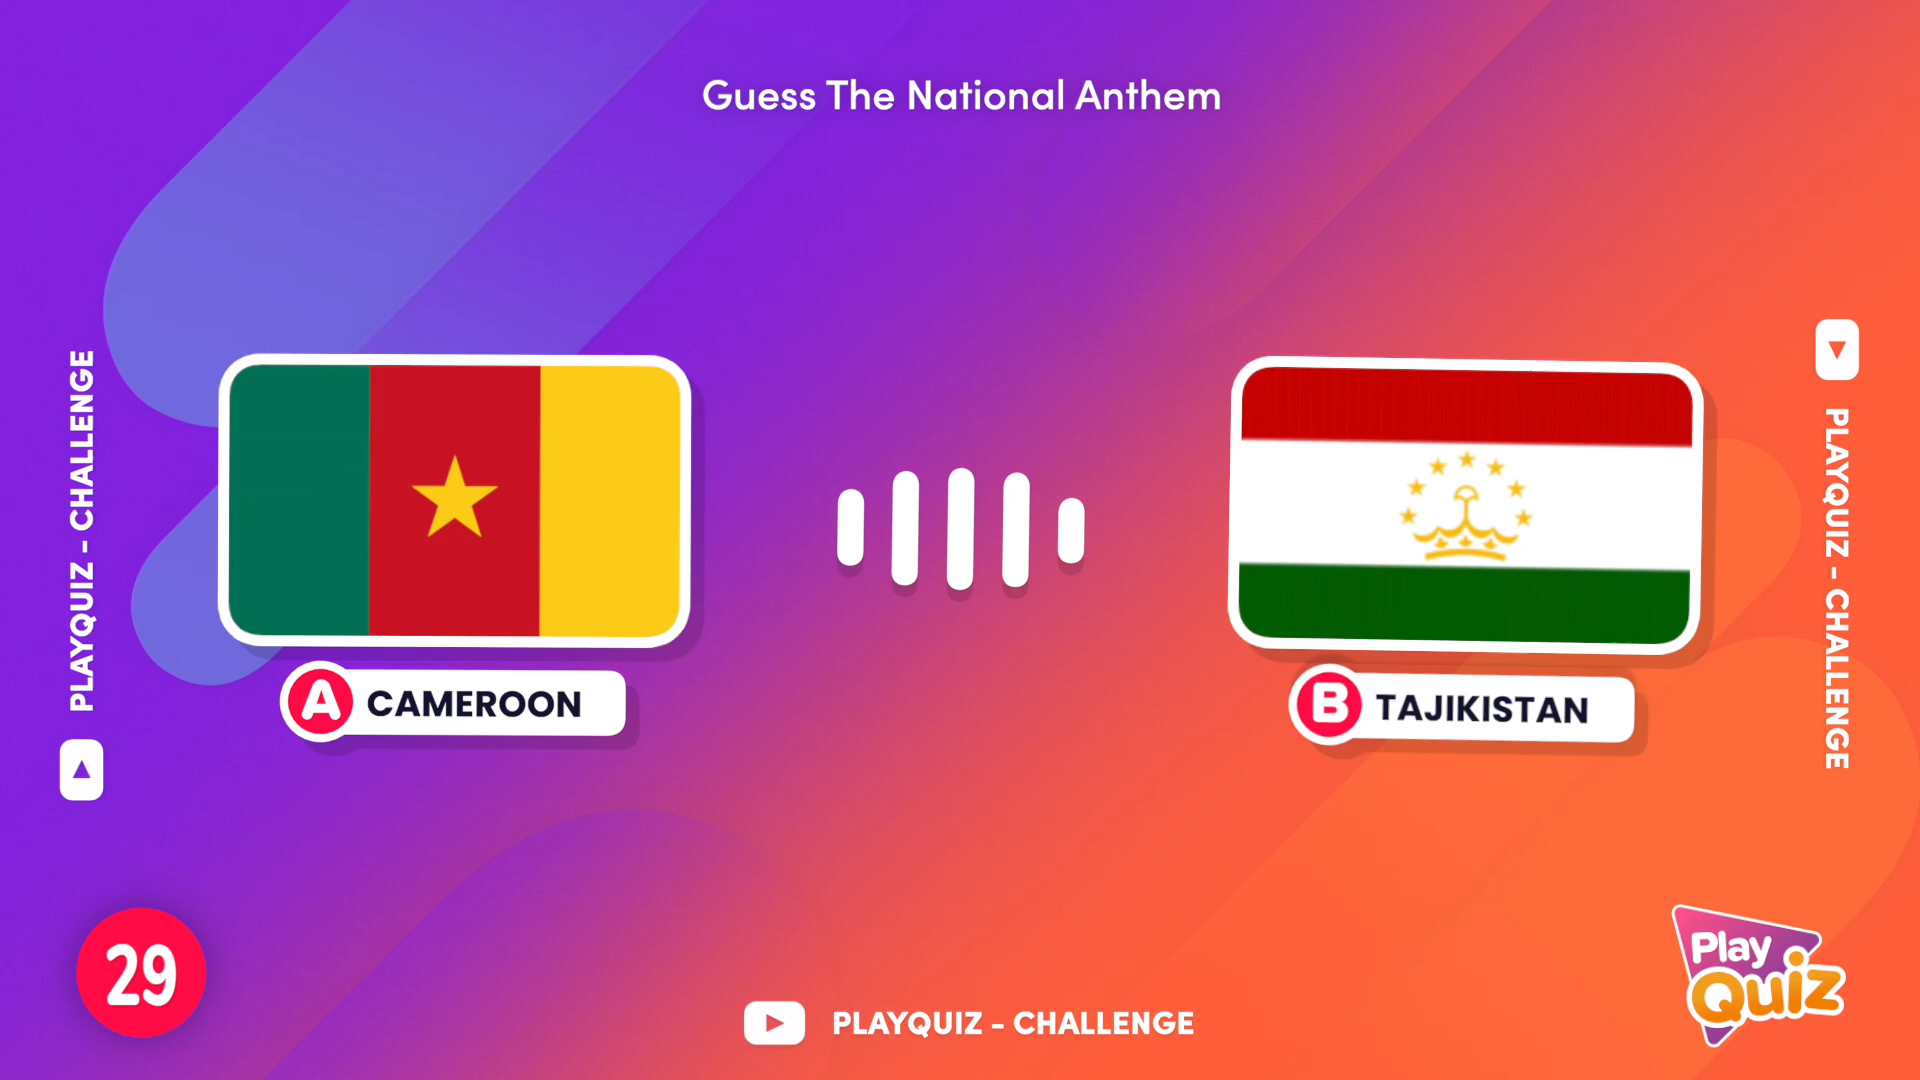 Guess The National Anthem
PLAYQUIZ - CHALLENGE
PLAYQUIZ - CHALLENGE
A CAMEROON
B TAJIKISTAN
29
PLAYQUIZ - CHALLENGE
Play
Quiz